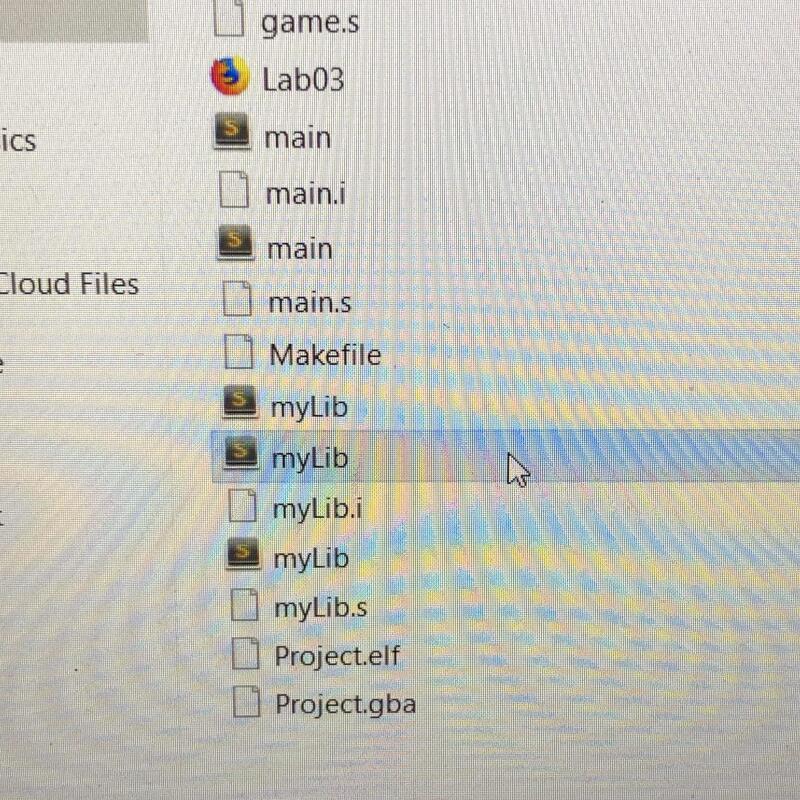 game.s
Lab03
main
ics
main.i
main
Cloud Files
main.s
Makefile
myLib
myLib
myLib.i
myLib
myLib.s
Project.elf
Project.gba